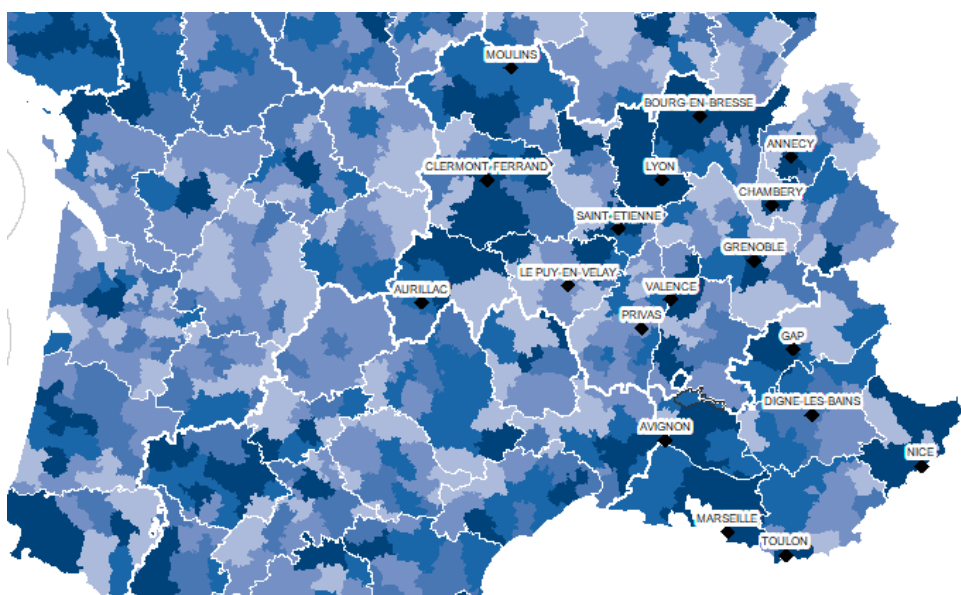 MOULINS
BOURG-EN-BRESSE
ANNECY
CLERMONT-FERRAND
LYON
CHAMBERY
SAINT-ETIENNE
GRENOBLE
LE PUY-EN-VELAY
AURILLAC
VALENCE
PRIVAS
GAP
DIGNE-LES-BAINS
AVIGNON
NICE
MARSEILLE
TOULON